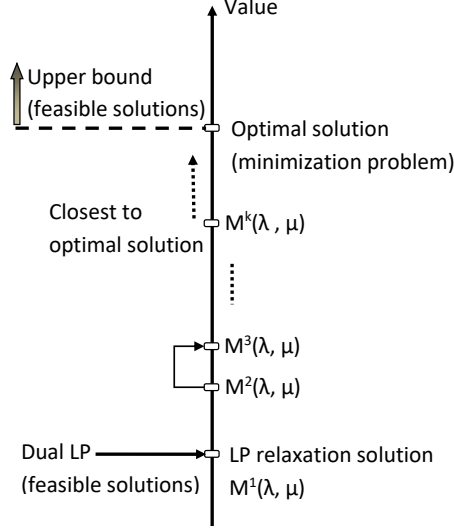 Value
Upper bound
(feasible solutions)
Optimal solution
(minimization problem)
Closest to
optimal solution
Mᵏ(λ , μ)
M³(λ, μ)
M²(λ, μ)
Dual LP
(feasible solutions)
LP relaxation solution
M¹(λ, μ)